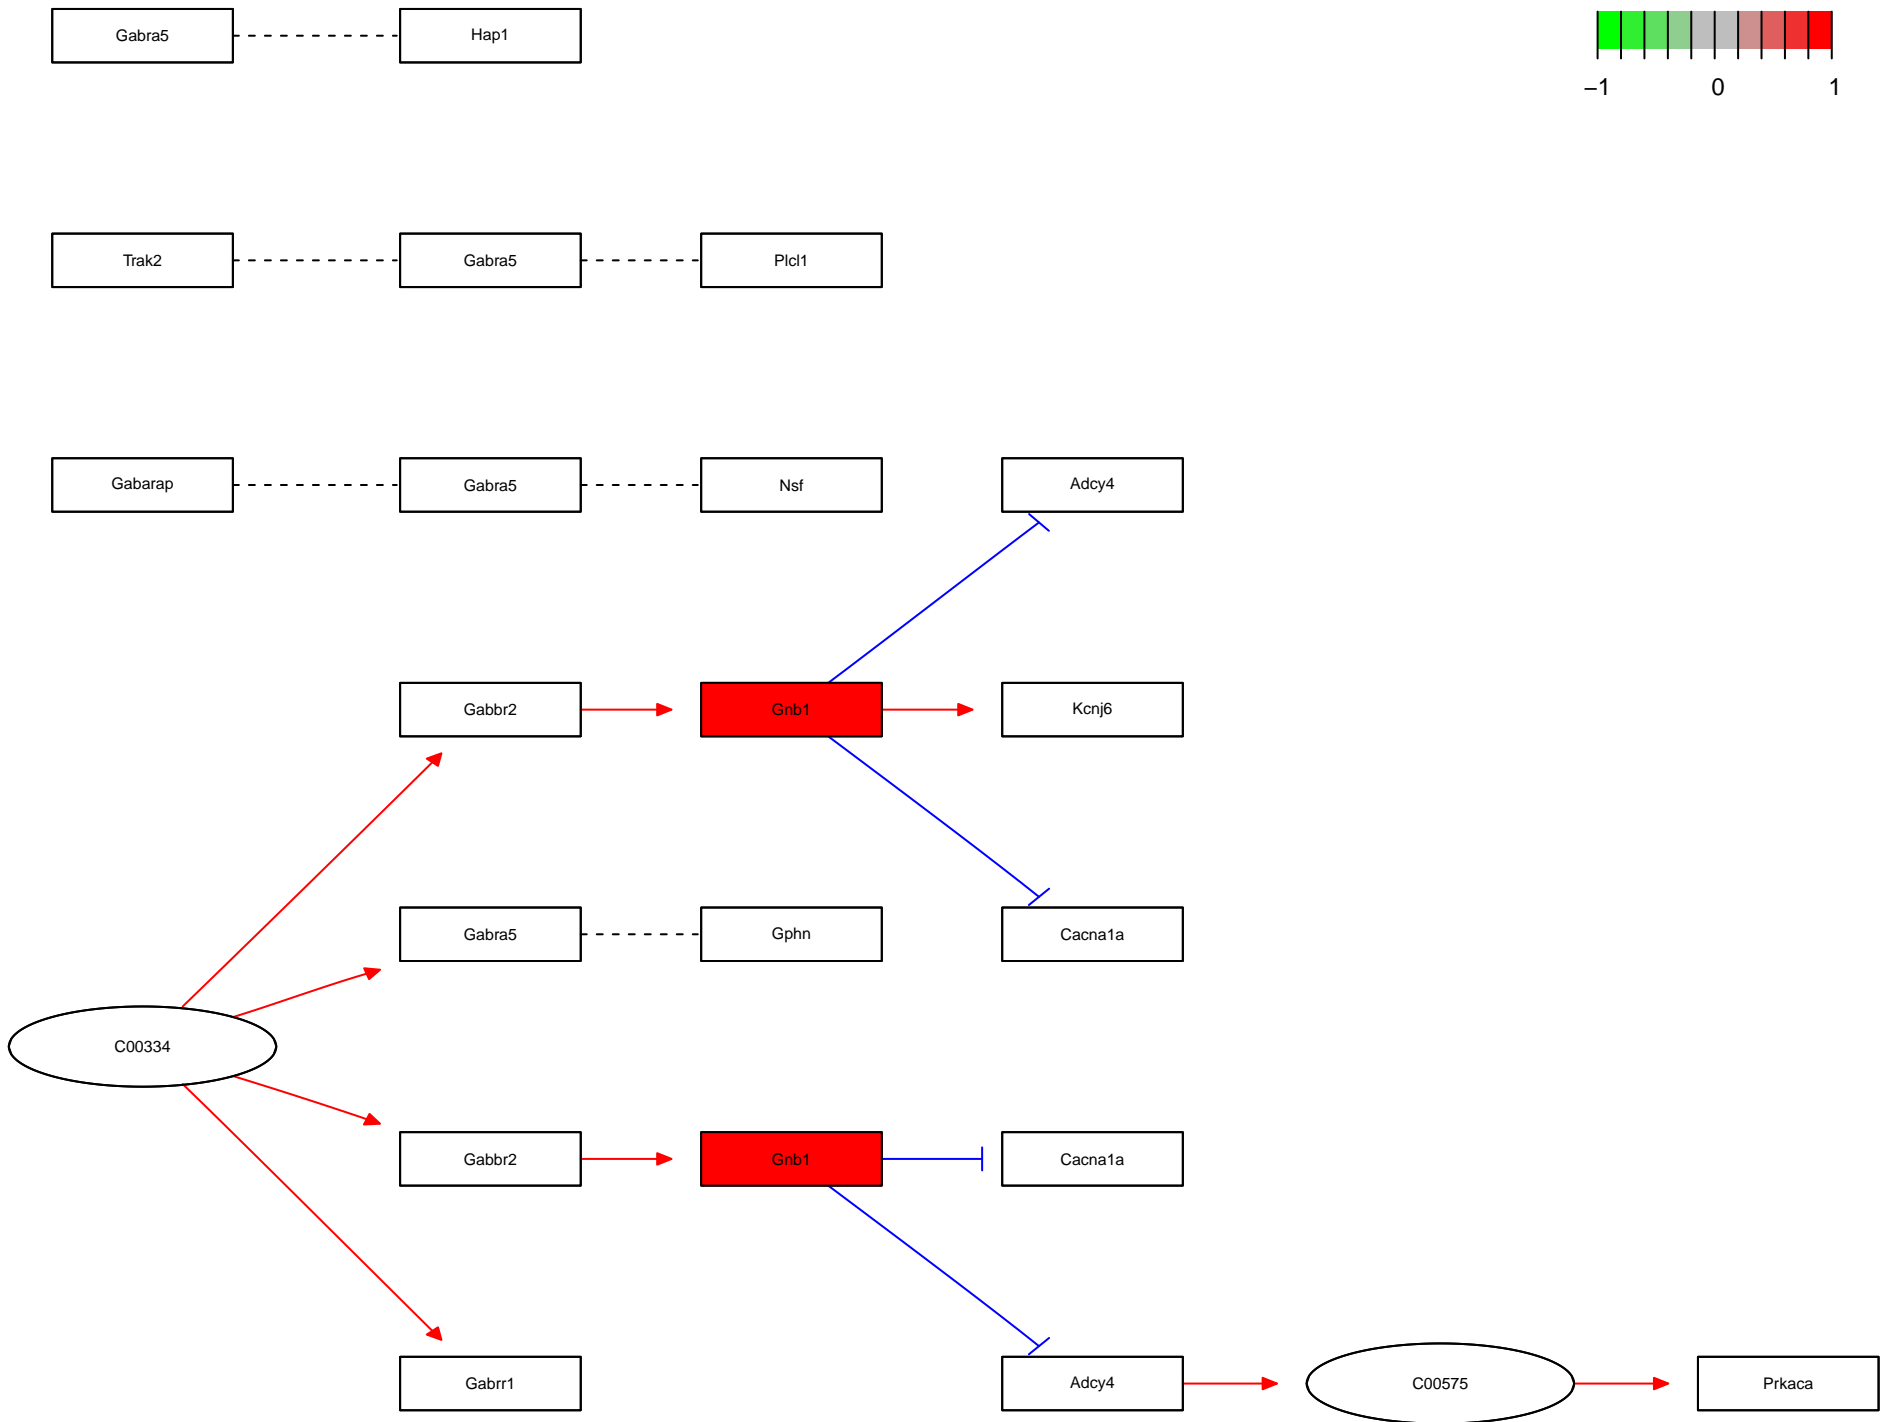 Gabra5 Hap1
−1 0 1
Trak2 Gabra5 Plcl1
Gabarap Gabra5 Nsf Adcy4
Gabbr2 Gnb1 Kcnj6
Gabra5 Gphn Cacna1a
C00334
Gabbr2 Gnb1 Cacna1a
Gabrr1 Adcy4 C00575 Prkaca